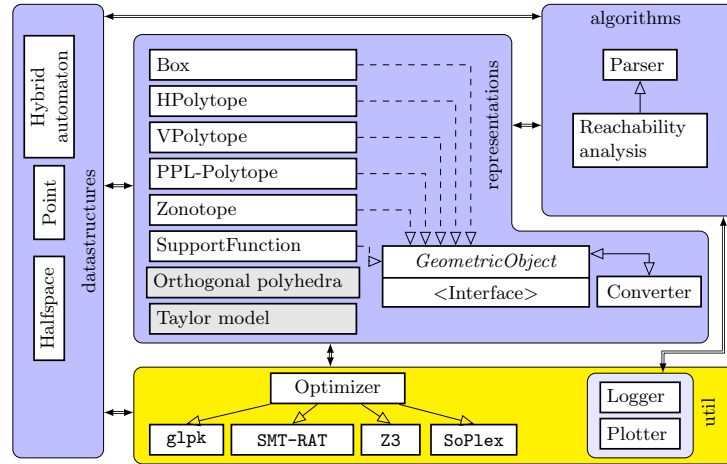 Hybrid
automaton
Point
Halfspace
datastructures
Box
HPolytope
VPolytope
PPL-Polytope
Zonotope
SupportFunction
Orthogonal polyhedra
Taylor model
representations
GeometricObject
<Interface>
Converter
algorithms
Parser
Reachability
analysis
Optimizer
glpk
SMT-RAT
Z3
SoPlex
Logger
Plotter
util